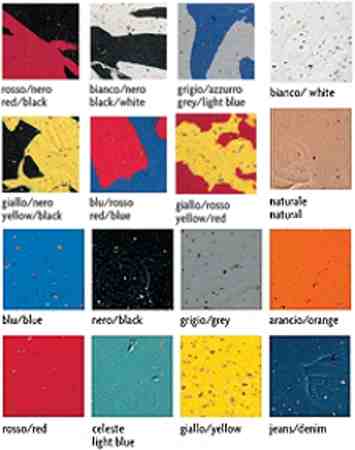 rosso/nero
red/black
bianco/nero
black/white
grigio/azzurro
grey/light blue
bianco/ white
giallo/nero
yellow/black
blu/rosso
red/blue
giallo/rosso
yellow/red
naturale
natural
blu/blue
nero/black
grigio/grey
arancio/orange
rosso/red
celeste
light blue
giallo/yellow
jeans/denim